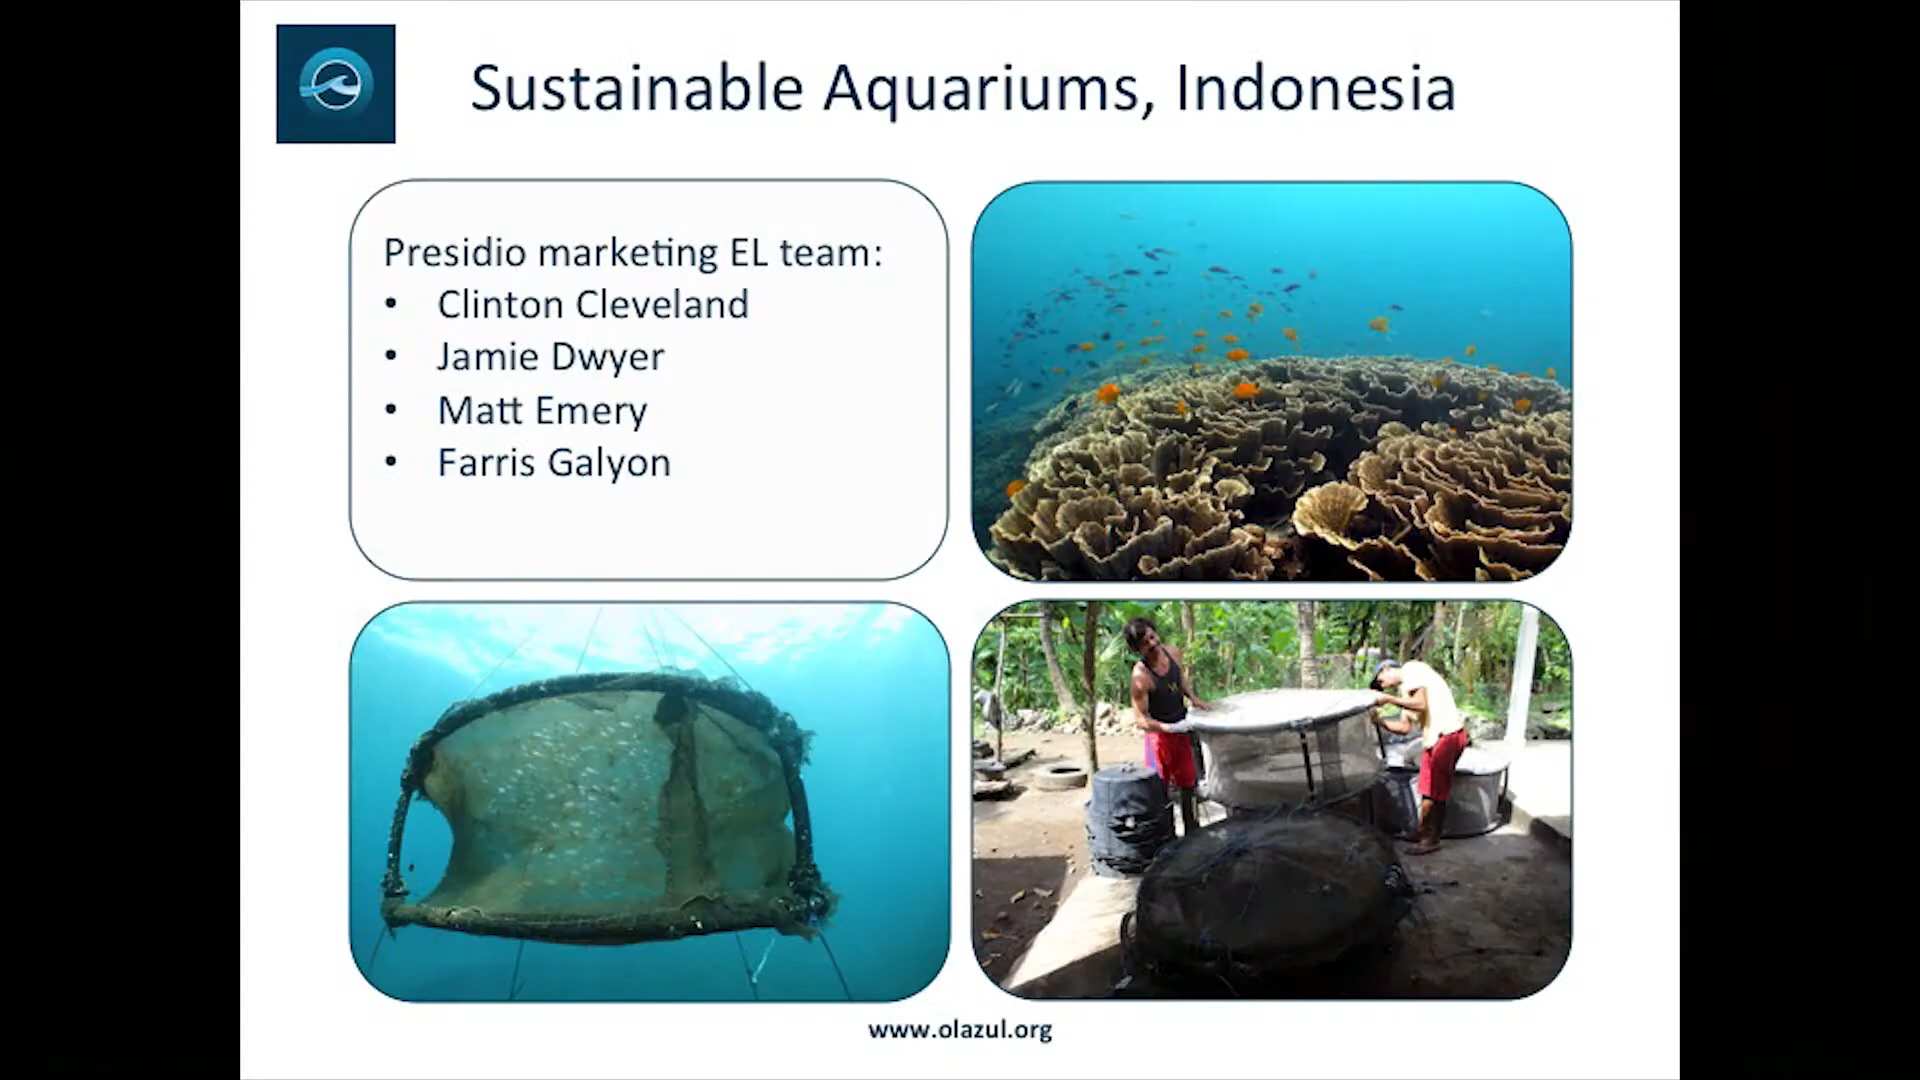 Sustainable Aquariums, Indonesia
Presidio marketing EL team:
• Clinton Cleveland
• Jamie Dwyer
• Matt Emery
• Farris Galyon
www.olazul.org